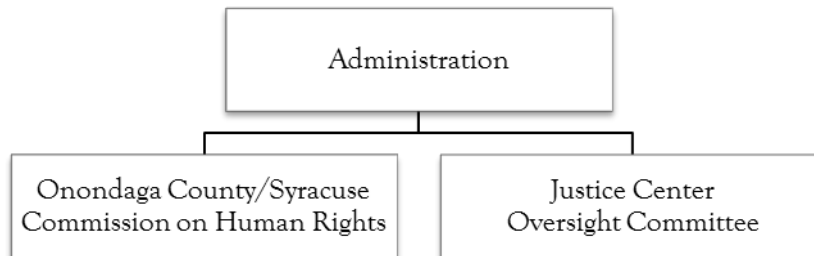 Administration
Onondaga County/Syracuse
Commission on Human Rights
Justice Center
Oversight Committee